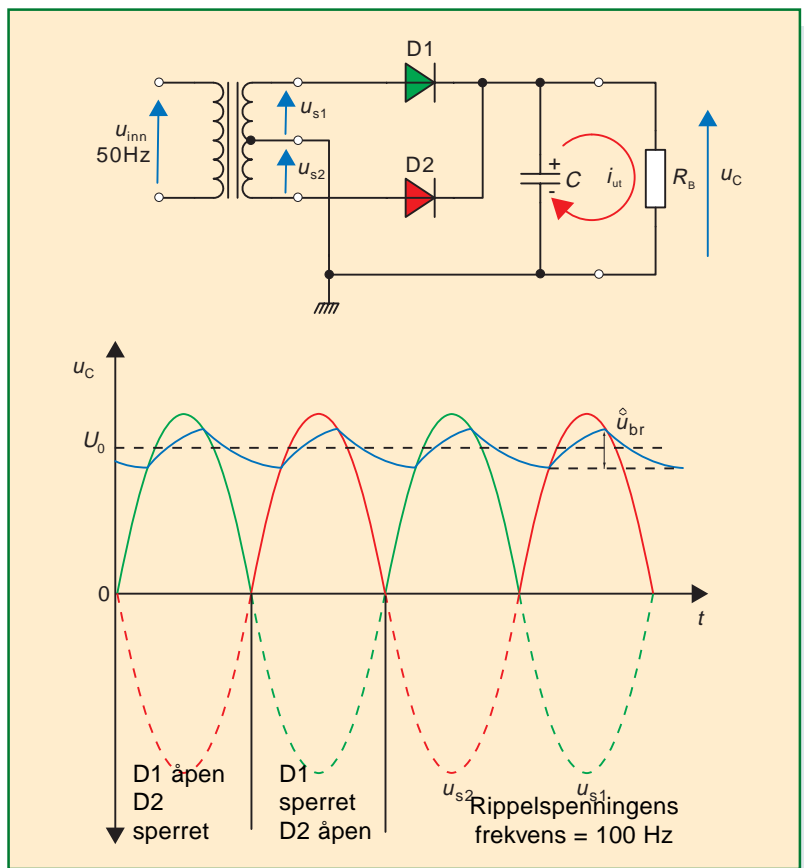 D1
u_s1
u_inn
50Hz
u_s2
D2
+
-
C
i_ut
R_B
u_C
u_C
U_0
û_br
0
t
D1 åpen
D2
sperret
D1
sperret
D2 åpen
u_s2
u_s1
Rippelspenningens
frekvens = 100 Hz